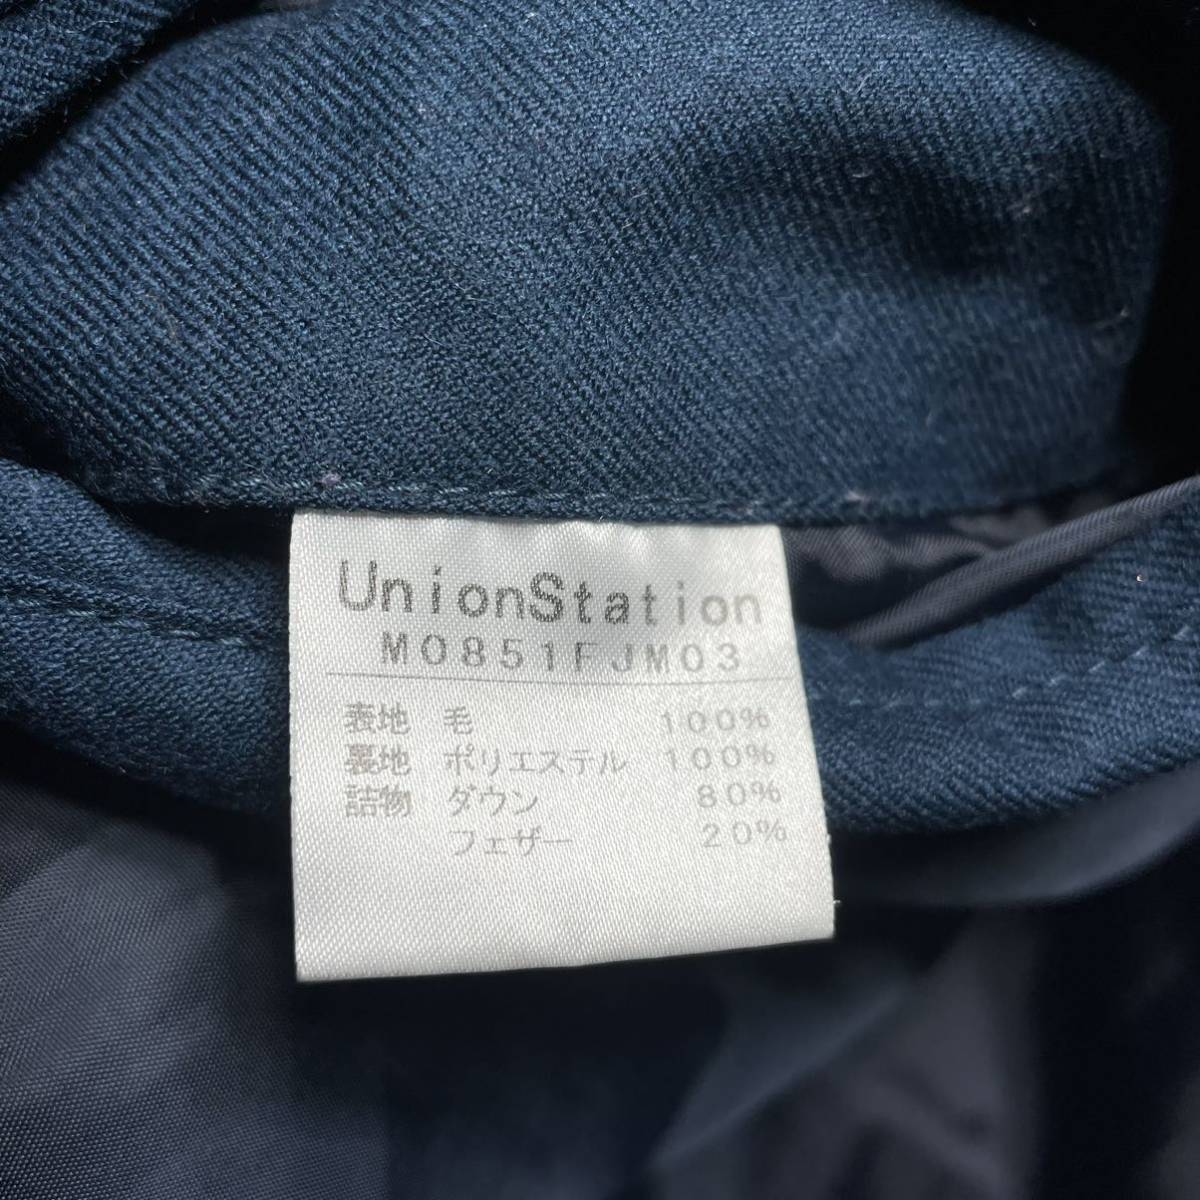 UnionStation
M0851FJM03
表地 毛 100%
裏地 ポリエステル 100%
詰物 ダウン 80%
フェザー 20%